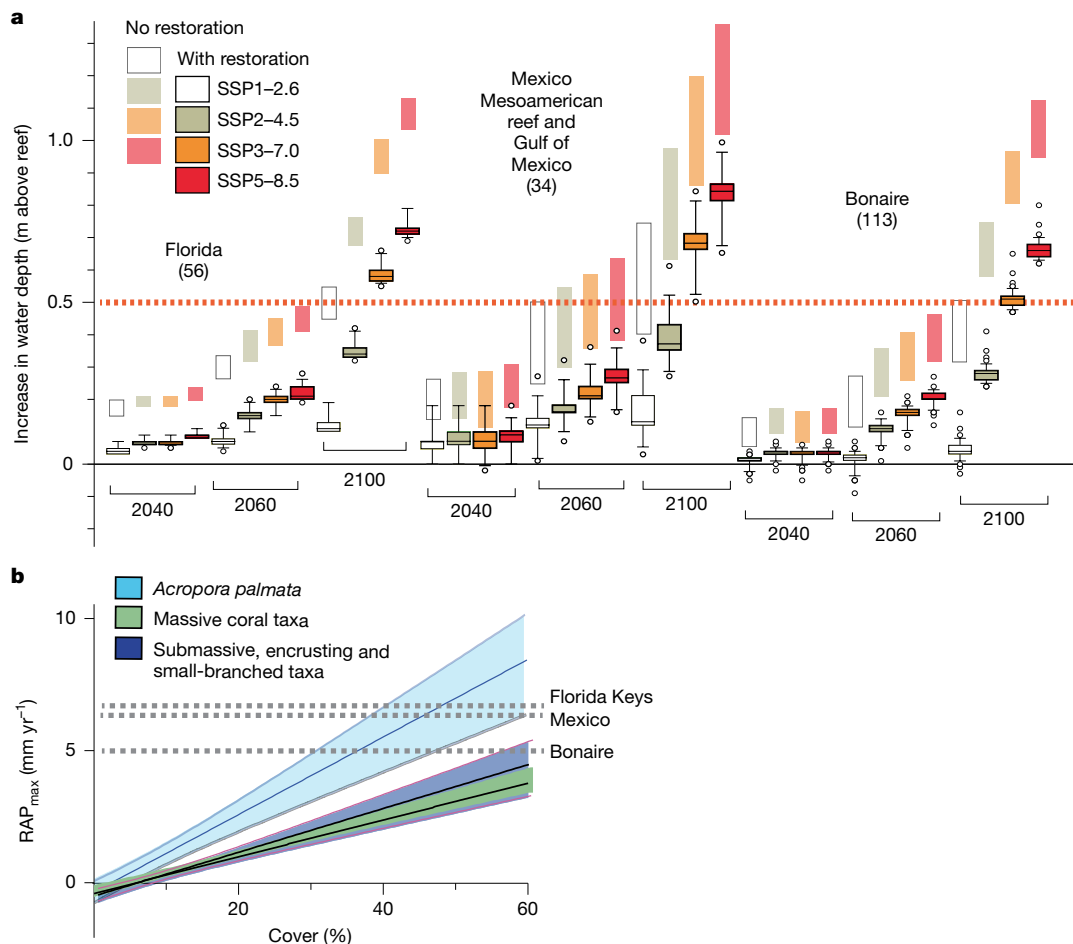 a
No restoration
With restoration
SSP1–2.6
SSP2–4.5
SSP3–7.0
SSP5–8.5
Mexico
Mesoamerican
reef and
Gulf of
Mexico
(34)
Florida
(56)
Bonaire
(113)
Increase in water depth (m above reef)
1.0
0.5
0
2040
2060
2100
2040
2060
2100
2040
2060
2100
b
Acropora palmata
Massive coral taxa
Submassive, encrusting and
small-branched taxa
RAPmax (mm yr⁻¹)
10
5
0
Florida Keys
Mexico
Bonaire
20
40
60
Cover (%)